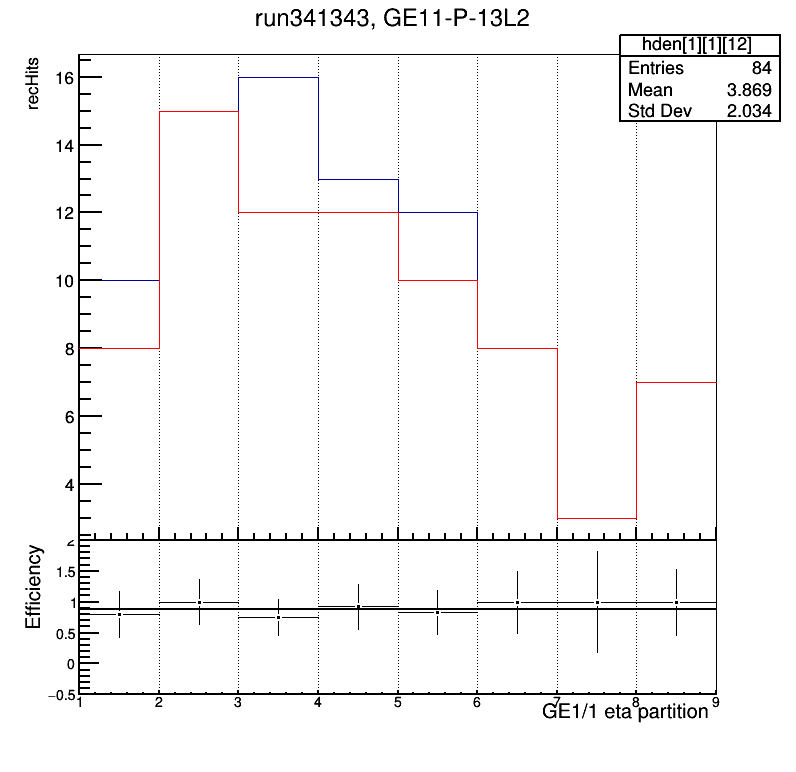 run341343, GE11-P-13L2
hden[1][1][12]
Entries 84
Mean 3.869
Std Dev 2.034
recHits
16
14
12
10
8
6
4
Efficiency
2
1.5
1
0.5
0
−0.5
1 2 3 4 5 6 7 8 9
GE1/1 eta partition